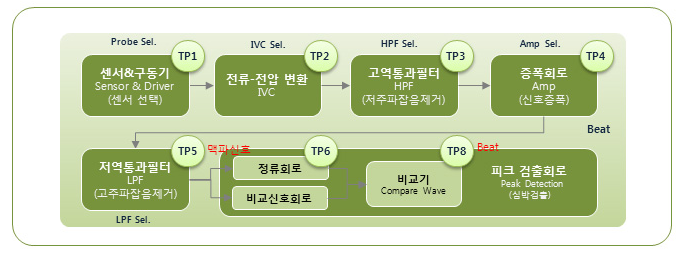 Probe Sel.
IVC Sel.
HPF Sel.
Amp Sel.
TP1
TP2
TP3
TP4
센서&구동기
Sensor & Driver
(센서 선택)
전류-전압 변환
IVC
고역통과필터
HPF
(저주파잡음제거)
증폭회로
Amp
(신호증폭)
Beat
TP5
맥파신호
TP6
TP8
Beat
저역통과필터
LPF
(고주파잡음제거)
정류회로
비교신호회로
비교기
Compare Wave
피크 검출회로
Peak Detection
(심박검출)
LPF Sel.